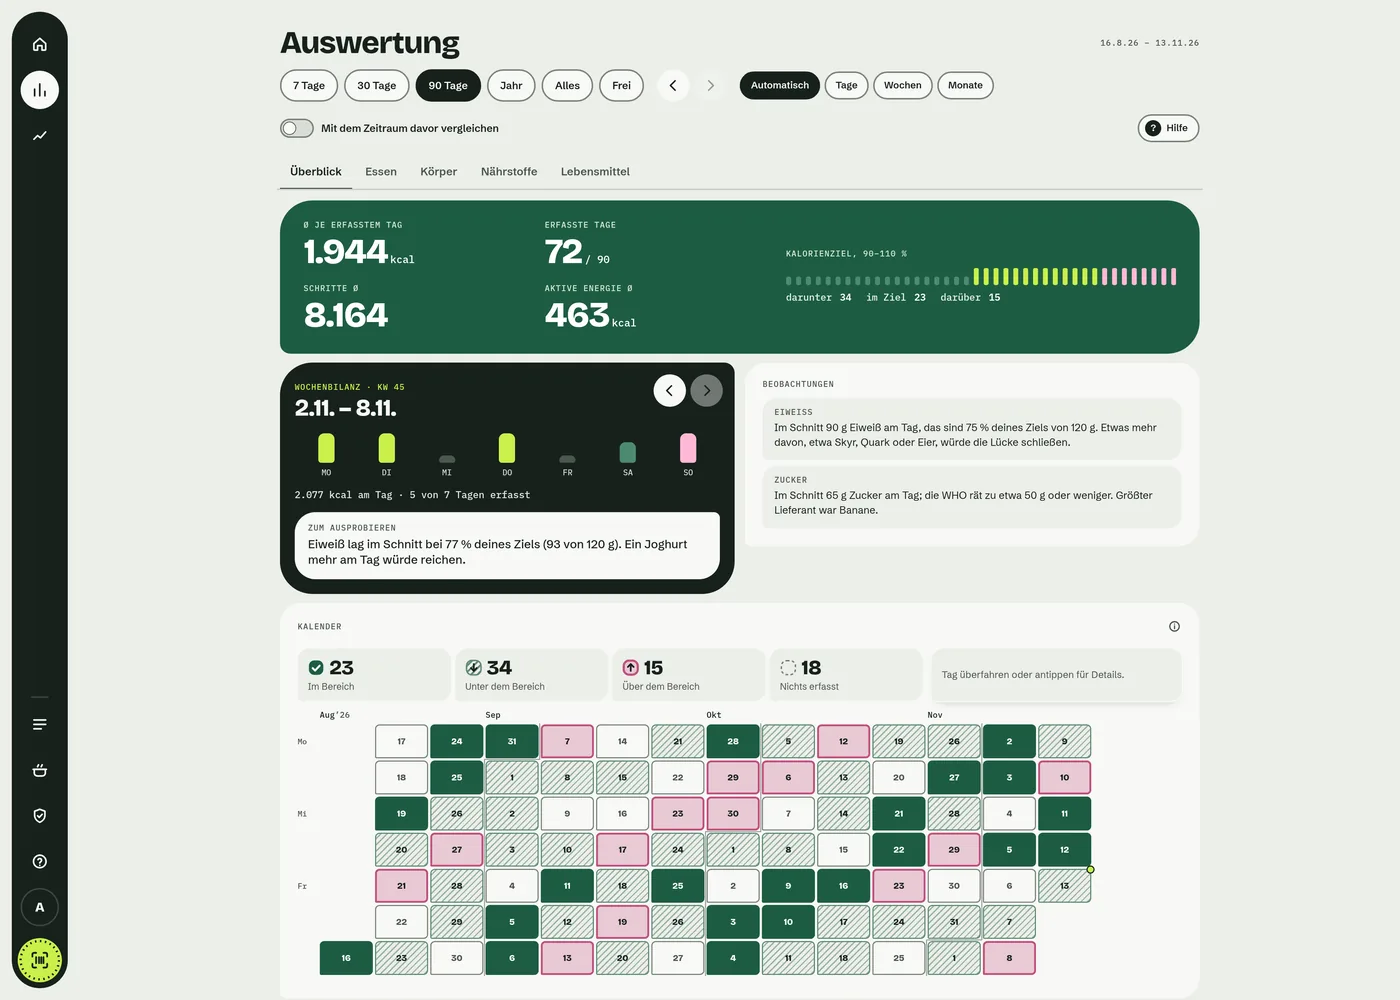 Auswertung
16.8.26 – 13.11.26
7 Tage 30 Tage 90 Tage Jahr Alles Frei Automatisch Tage Wochen Monate
Mit dem Zeitraum davor vergleichen
? Hilfe
Überblick Essen Körper Nährstoffe Lebensmittel
Ø JE ERFASSTEM TAG
1.944 kcal
ERFASSTE TAGE
72 / 90
SCHRITTE Ø
8.164
AKTIVE ENERGIE Ø
463 kcal
KALORIENZIEL, 90–110 %
darunter 34 im Ziel 23 darüber 15
WOCHENBILANZ · KW 45
2.11. – 8.11.
MO DI MI DO FR SA SO
2.077 kcal am Tag · 5 von 7 Tagen erfasst
ZUM AUSPROBIEREN
Eiweiß lag im Schnitt bei 77 % deines Ziels (93 von 120 g). Ein Joghurt
mehr am Tag würde reichen.
BEOBACHTUNGEN
EIWEISS
Im Schnitt 90 g Eiweiß am Tag, das sind 75 % deines Ziels von 120 g. Etwas mehr
davon, etwa Skyr, Quark oder Eier, würde die Lücke schließen.
ZUCKER
Im Schnitt 65 g Zucker am Tag; die WHO rät zu etwa 50 g oder weniger. Größter
Lieferant war Banane.
KALENDER
23
Im Bereich
34
Unter dem Bereich
15
Über dem Bereich
18
Nichts erfasst
Tag überfahren oder antippen für Details.
Aug'26 Sep Okt Nov
Mo 17 24 31 7 14 21 28 5 12 19 26 2 9
18 25 1 8 15 22 29 6 13 20 27 3 10
Mi 19 26 2 9 16 23 30 7 14 21 28 4 11
20 27 3 10 17 24 1 8 15 22 29 5 12
Fr 21 28 4 11 18 25 2 9 16 23 30 6 13
22 29 5 12 19 26 3 10 17 24 31 7
16 23 30 6 13 20 27 4 11 18 25 1 8
A